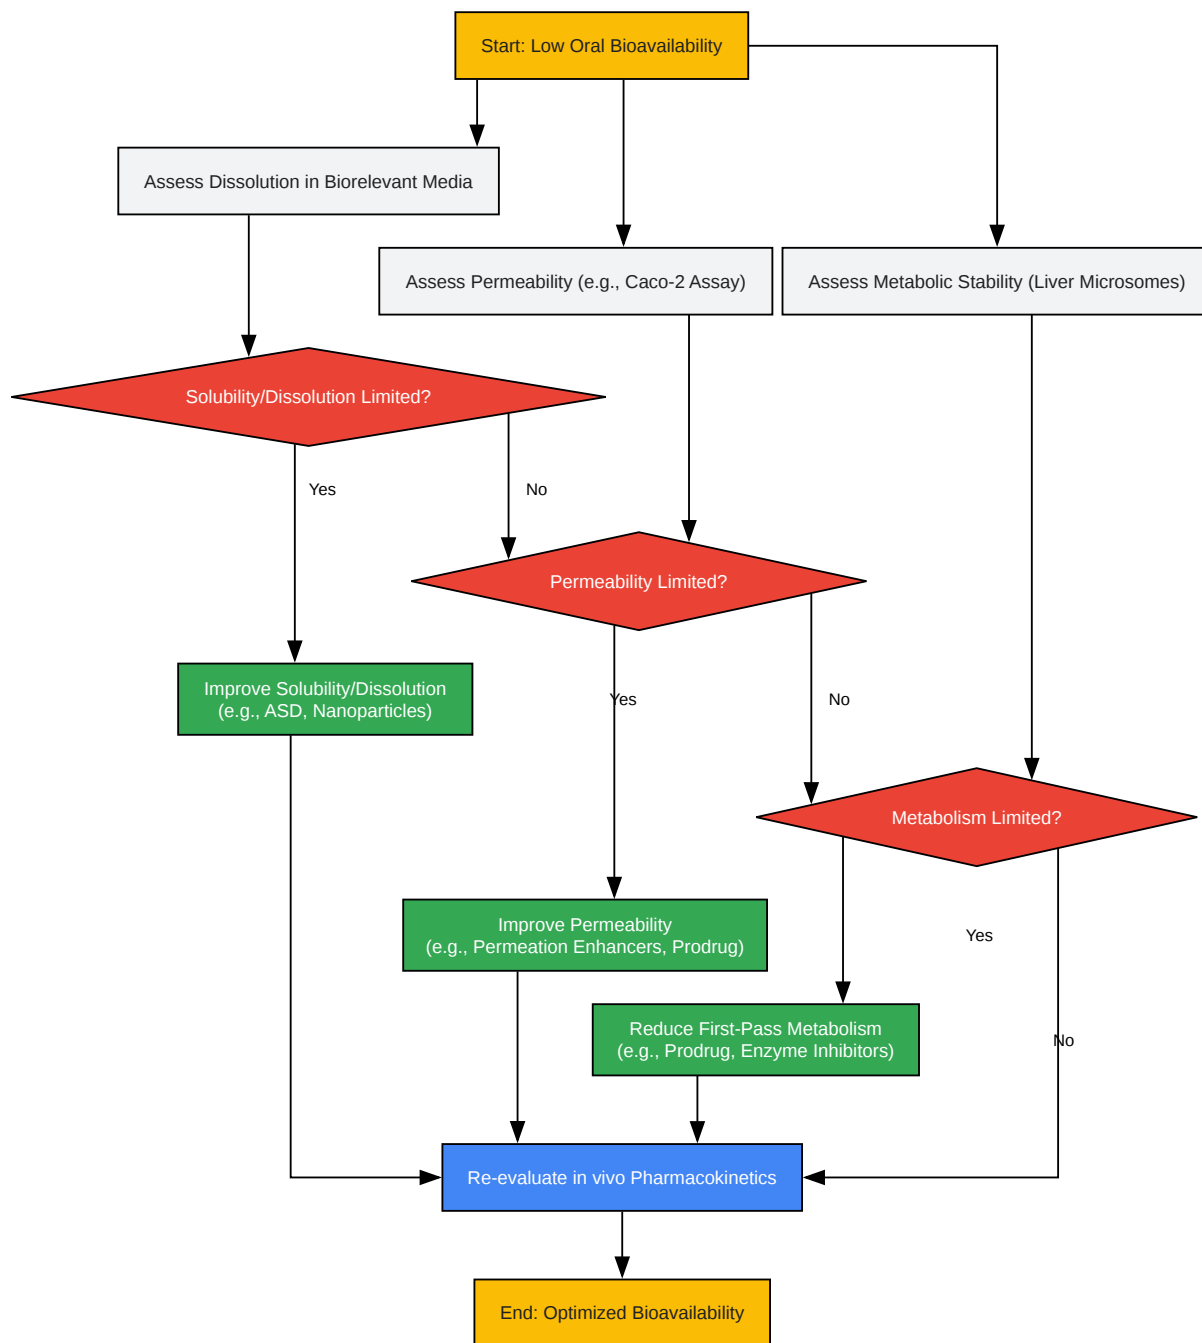 Start: Low Oral Bioavailability
Assess Dissolution in Biorelevant Media
Assess Permeability (e.g., Caco-2 Assay)
Assess Metabolic Stability (Liver Microsomes)
Solubility/Dissolution Limited?
Yes
No
Permeability Limited?
Improve Solubility/Dissolution
(e.g., ASD, Nanoparticles)
Yes
No
Metabolism Limited?
Improve Permeability
(e.g., Permeation Enhancers, Prodrug)
Yes
Reduce First-Pass Metabolism
(e.g., Prodrug, Enzyme Inhibitors)
No
Re-evaluate in vivo Pharmacokinetics
End: Optimized Bioavailability